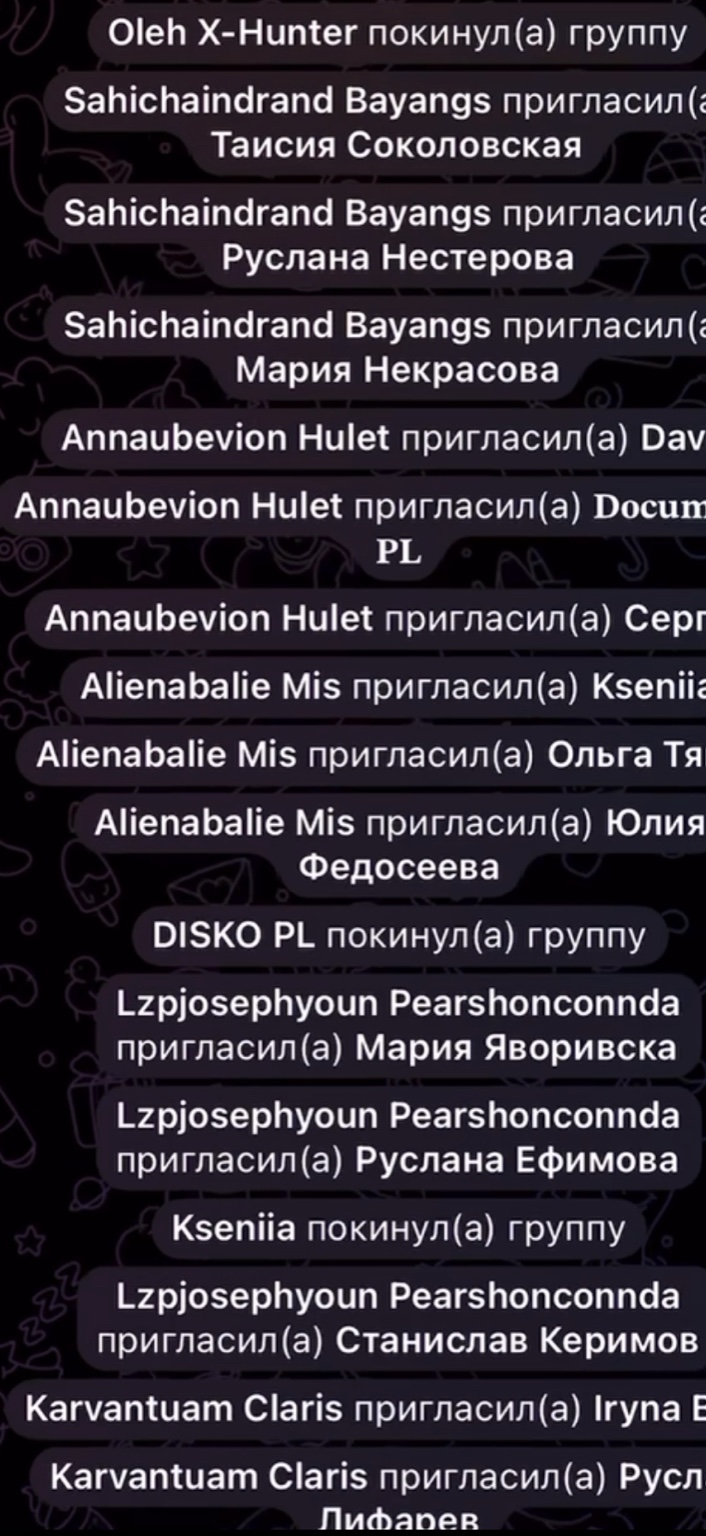 Oleh X-Hunter покинул(а) группу
Sahichaindrand Bayangs пригласил(а
Таисия Соколовская
Sahichaindrand Bayangs пригласил(а
Руслана Нестерова
Sahichaindrand Bayangs пригласил(а
Мария Некрасова
Annaubevion Hulet пригласил(а) Dav
Annaubevion Hulet пригласил(а) Docum
PL
Annaubevion Hulet пригласил(а) Серг
Alienabalie Mis пригласил(а) Kseniia
Alienabalie Mis пригласил(а) Ольга Тя
Alienabalie Mis пригласил(а) Юлия
Федосеева
DISKO PL покинул(а) группу
Lzpjosephyoun Pearshonconnda
пригласил(а) Мария Яворивска
Lzpjosephyoun Pearshonconnda
пригласил(а) Руслана Ефимова
Kseniia покинул(а) группу
Lzpjosephyoun Pearshonconnda
пригласил(а) Станислав Керимов
Karvantuam Claris пригласил(а) Iryna
Karvantuam Claris пригласил(а) Русл
Лифарев